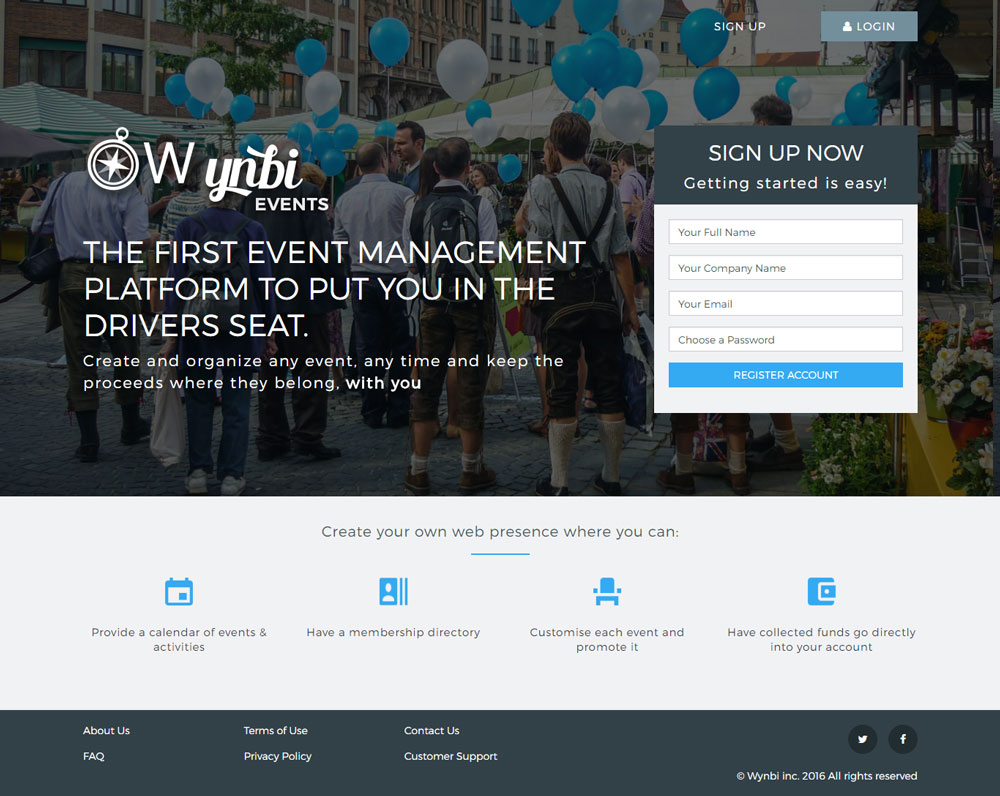 SIGN UP
LOGIN
Wynbi
EVENTS
THE FIRST EVENT MANAGEMENT
PLATFORM TO PUT YOU IN THE
DRIVERS SEAT.
Create and organize any event, any time and keep the
proceeds where they belong, with you
SIGN UP NOW
Getting started is easy!
Your Full Name
Your Company Name
Your Email
Choose a Password
REGISTER ACCOUNT
Create your own web presence where you can:
Provide a calendar of events &
activities
Have a membership directory
Customise each event and
promote it
Have collected funds go directly
into your account
About Us
Terms of Use
Contact Us
FAQ
Privacy Policy
Customer Support
© Wynbi inc. 2016 All rights reserved